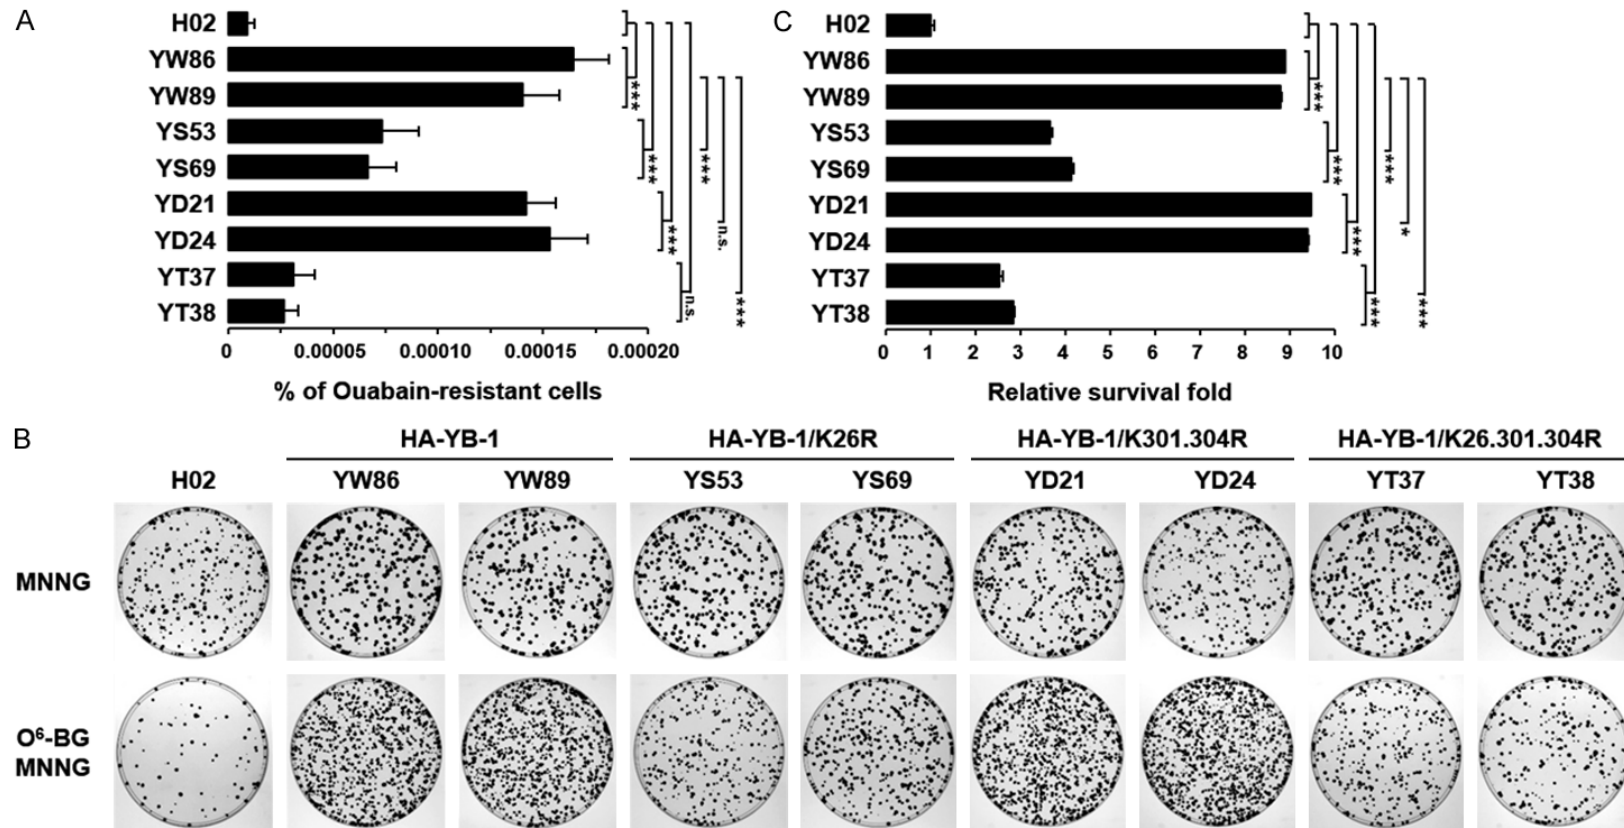 A
H02
YW86
YW89
YS53
YS69
YD21
YD24
YT37
YT38
***
***
***
n.s.
***
n.s.
***
0 0.00005 0.00010 0.00015 0.00020
% of Ouabain-resistant cells
C
H02
YW86
YW89
YS53
YS69
YD21
YD24
YT37
YT38
***
***
***
***
***
*
***
0 1 2 3 4 5 6 7 8 9 10
Relative survival fold
B
HA-YB-1 HA-YB-1/K26R HA-YB-1/K301.304R HA-YB-1/K26.301.304R
H02 YW86 YW89 YS53 YS69 YD21 YD24 YT37 YT38
MNNG
O⁶-BG
MNNG